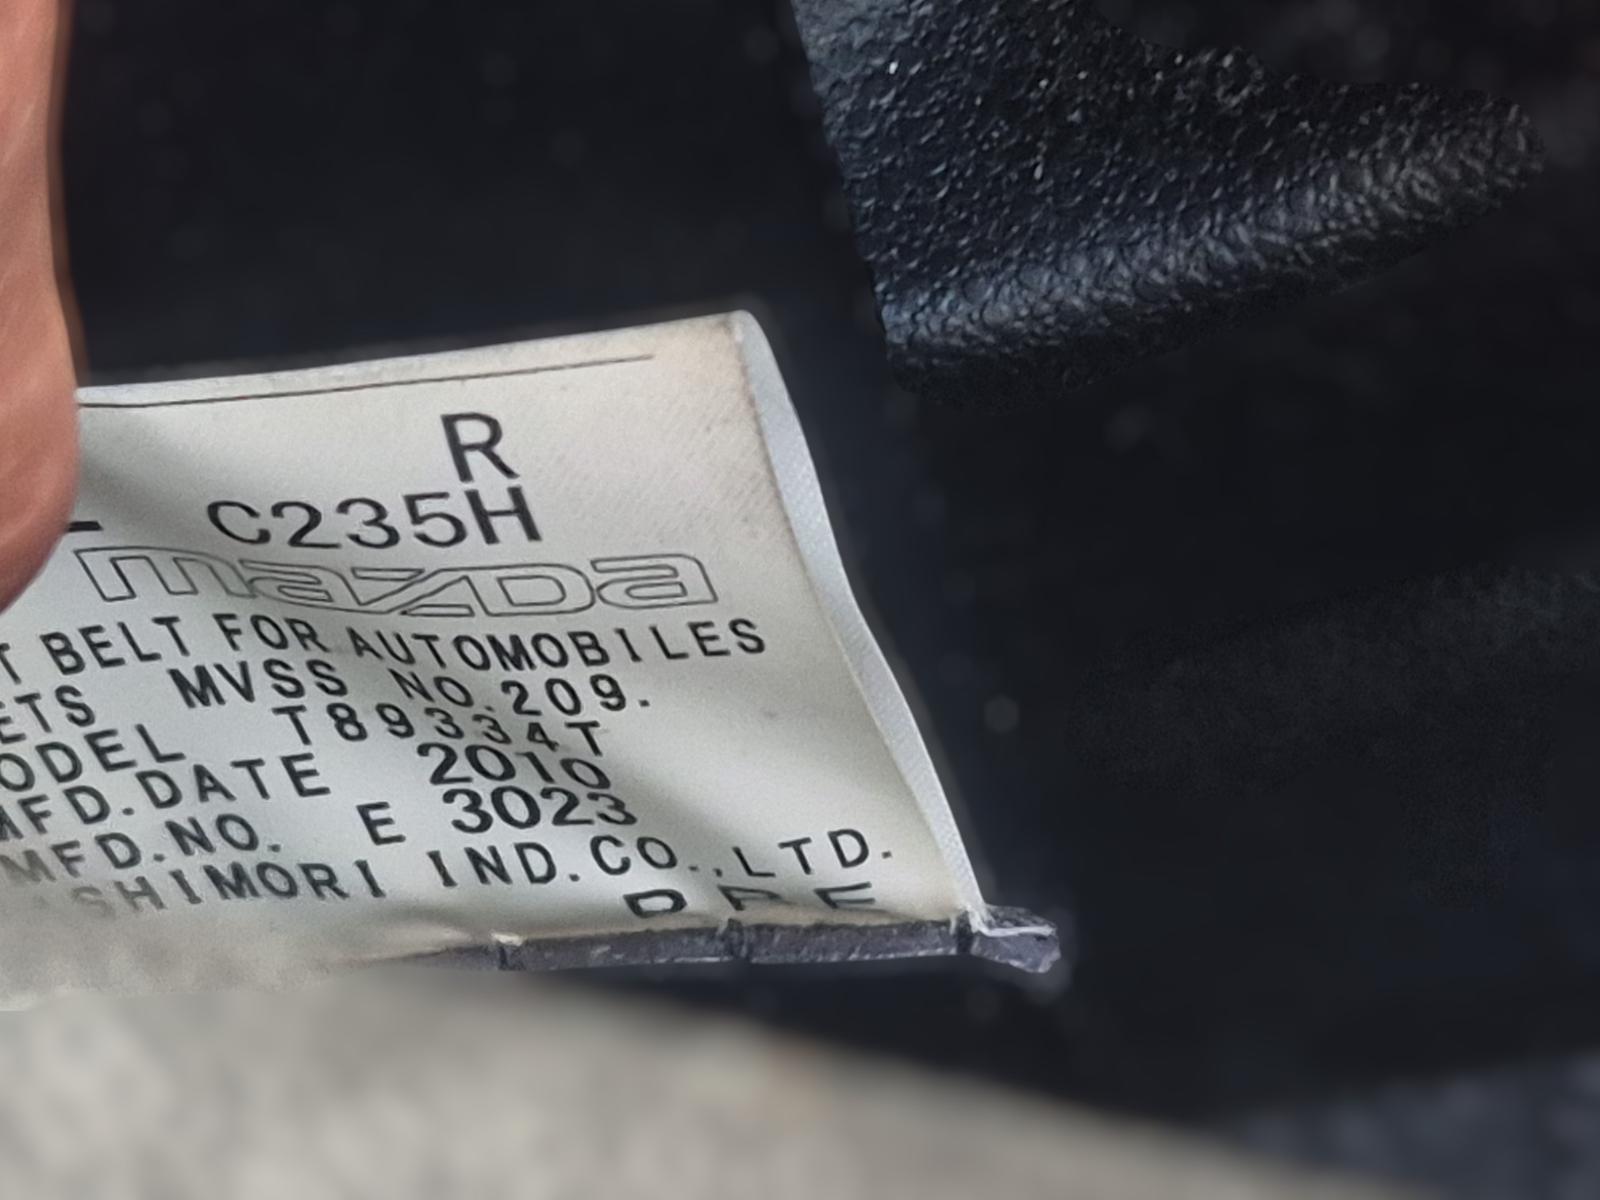 R
C235H
mazda
T BELT FOR AUTOMOBILES
ETS MVSS NO.209.
ODEL T89334T
MFD.DATE 2010
MFD.NO. E 3023
ASHIMORI IND.CO.,LTD.